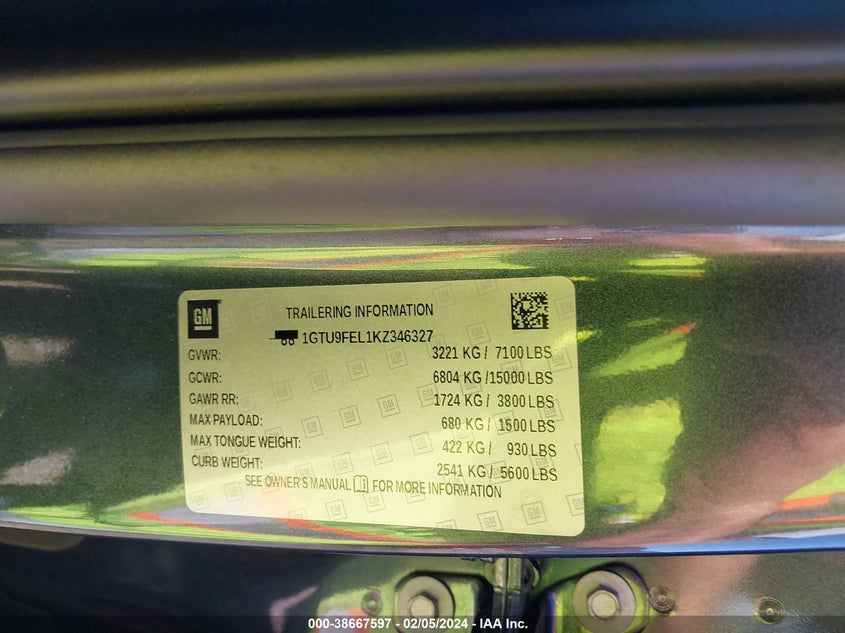 GM
TRAILERING INFORMATION
1GTU9FEL1KZ346327
GVWR: 3221 KG / 7100 LBS
GCWR: 6804 KG /15000 LBS
GAWR RR: 1724 KG / 3800 LBS
MAX PAYLOAD: 680 KG / 1500 LBS
MAX TONGUE WEIGHT: 422 KG / 930 LBS
CURB WEIGHT: 2541 KG / 5600 LBS
SEE OWNER'S MANUAL FOR MORE INFORMATION
000-38667597 - 02/05/2024 - IAA Inc.